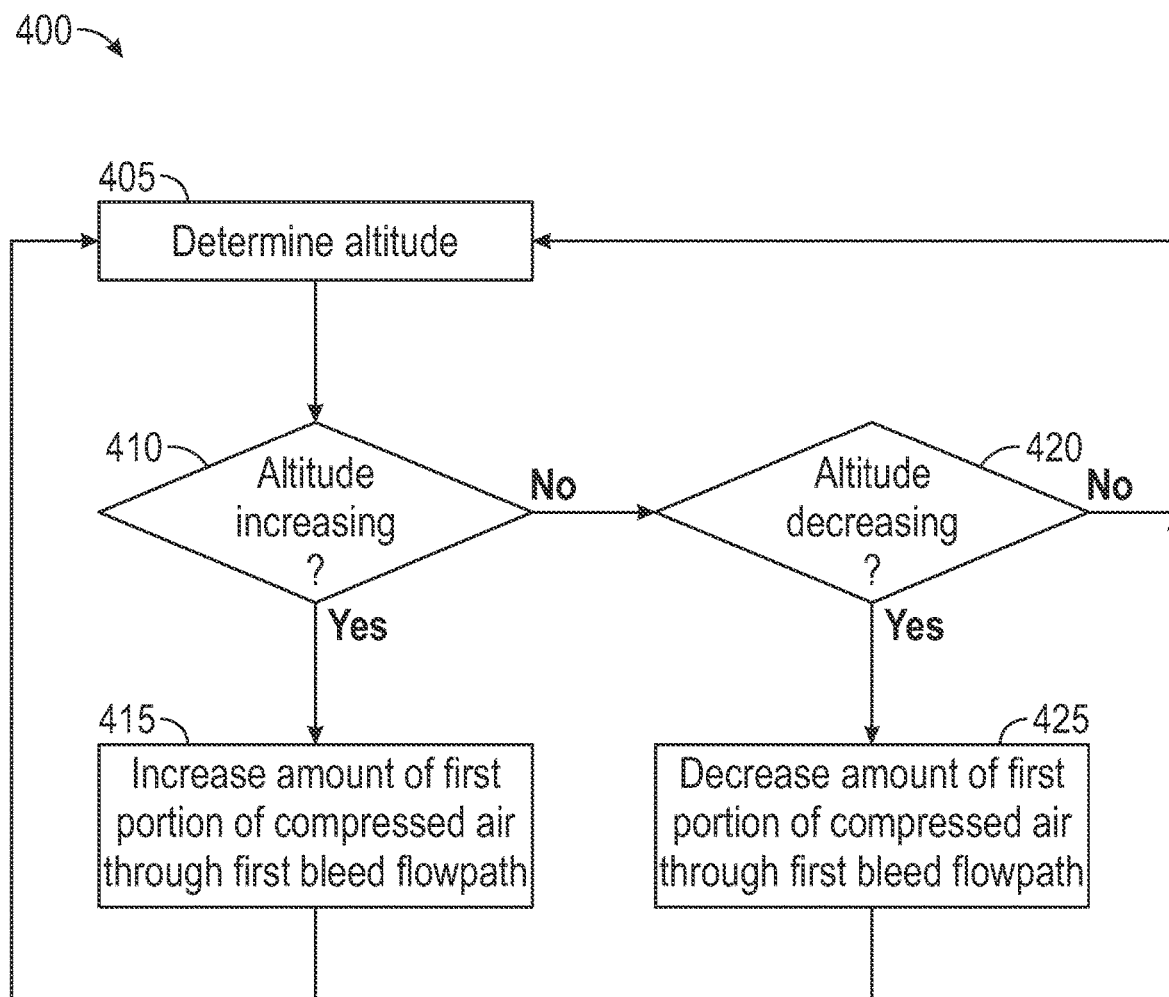 400
405
Determine altitude
410
Altitude
increasing
?
No
420
Altitude
decreasing
?
No
Yes
Yes
415
Increase amount of first
portion of compressed air
through first bleed flowpath
425
Decrease amount of first
portion of compressed air
through first bleed flowpath